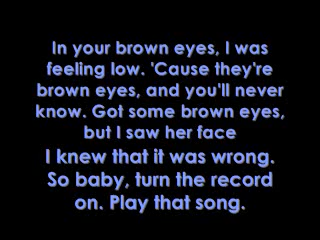 In your brown eyes, I was
feeling low. 'Cause they're
brown eyes, and you'll never
know. Got some brown eyes,
but I saw her face
I knew that it was wrong.
So baby, turn the record
on. Play that song.